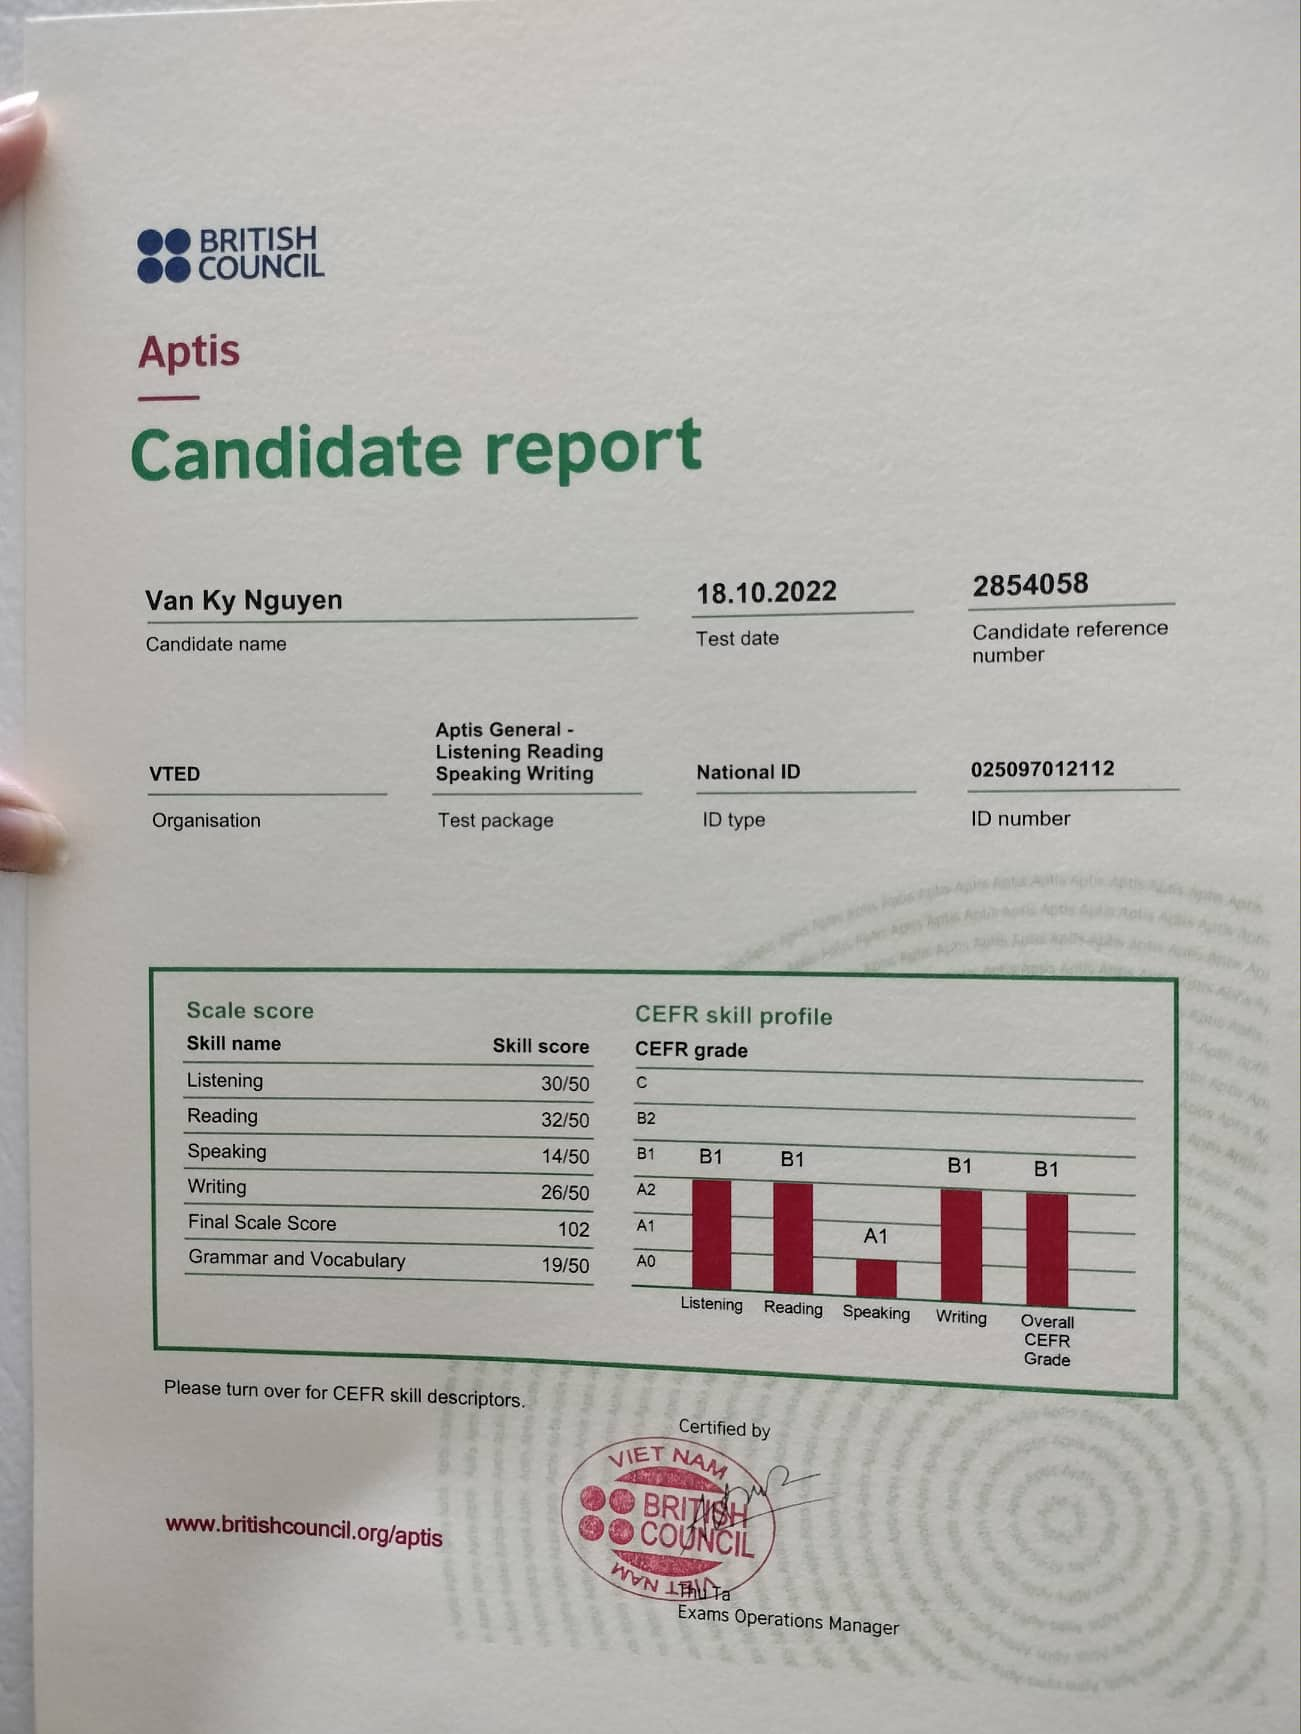 BRITISH
COUNCIL
Aptis
Candidate report
Van Ky Nguyen
Candidate name
18.10.2022
Test date
2854058
Candidate reference
number
VTED
Organisation
Aptis General -
Listening Reading
Speaking Writing
Test package
National ID
ID type
025097012112
ID number
Scale score
Skill name Skill score
Listening 30/50
Reading 32/50
Speaking 14/50
Writing 26/50
Final Scale Score 102
Grammar and Vocabulary 19/50
CEFR skill profile
CEFR grade
C
B2
B1 B1 B1 B1 B1
A2
A1 A1
A0
Listening Reading Speaking Writing Overall
CEFR
Grade
Please turn over for CEFR skill descriptors.
Certified by
VIET NAM
BRITISH
COUNCIL
VIET NAM
www.britishcouncil.org/aptis
Thu Ta
Exams Operations Manager